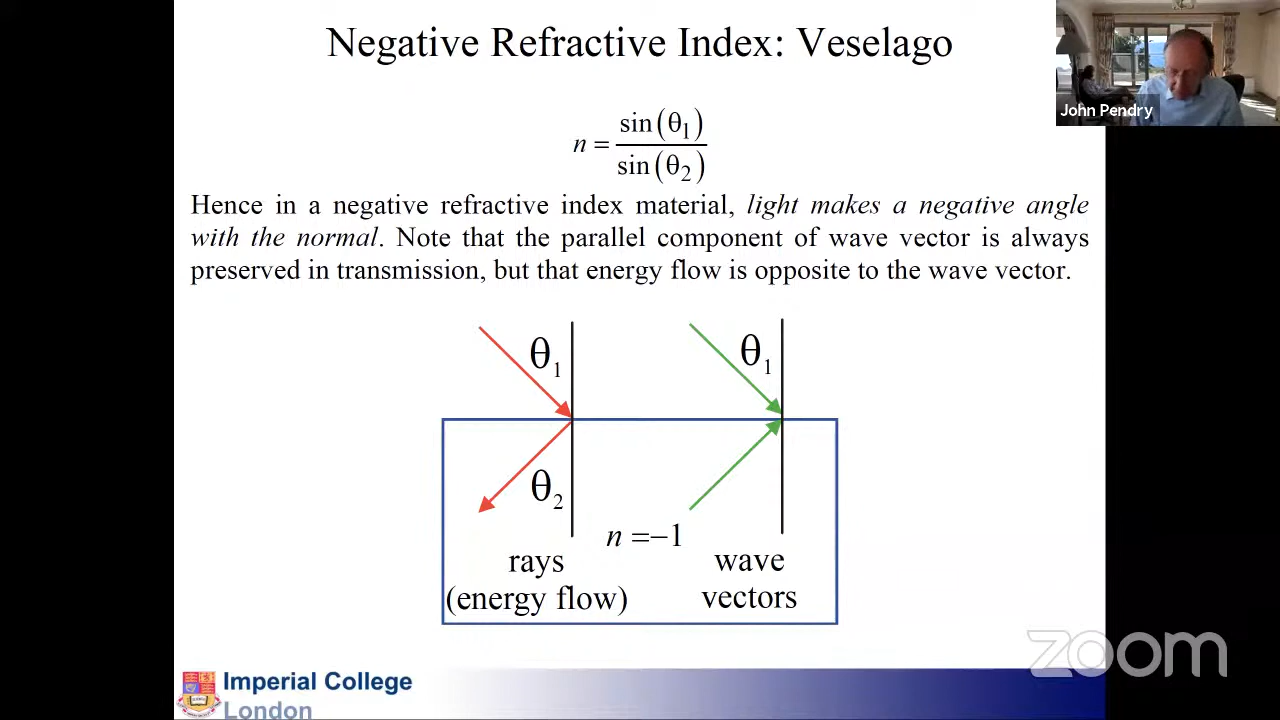 Negative Refractive Index: Veselago
John Pendry
n = sin(θ₁) / sin(θ₂)
Hence in a negative refractive index material, light makes a negative angle
with the normal. Note that the parallel component of wave vector is always
preserved in transmission, but that energy flow is opposite to the wave vector.
θ₁
θ₁
θ₂
n =−1
rays
(energy flow)
wave
vectors
zoom
Imperial College
London